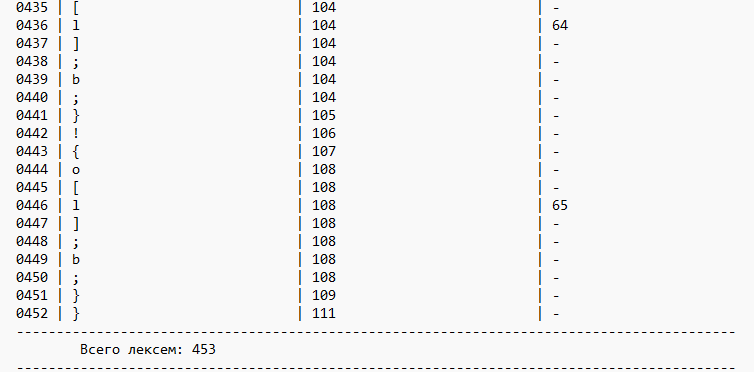 0435 | [ | 104 | -
0436 | l | 104 | 64
0437 | ] | 104 | -
0438 | ; | 104 | -
0439 | b | 104 | -
0440 | ; | 104 | -
0441 | } | 105 | -
0442 | ! | 106 | -
0443 | { | 107 | -
0444 | o | 108 | -
0445 | [ | 108 | -
0446 | l | 108 | 65
0447 | ] | 108 | -
0448 | ; | 108 | -
0449 | b | 108 | -
0450 | ; | 108 | -
0451 | } | 109 | -
0452 | } | 111 | -
------------------------------------------------------------------------------------------
Всего лексем: 453
------------------------------------------------------------------------------------------